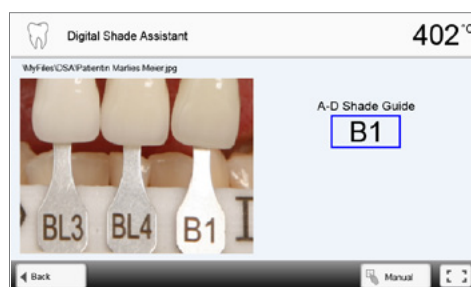 Digital Shade Assistant
402°C
\MyFiles\DSA\Patientin Marlies Meier.jpg
A-D Shade Guide
B1
BL3 BL4 B1
Back
Manual